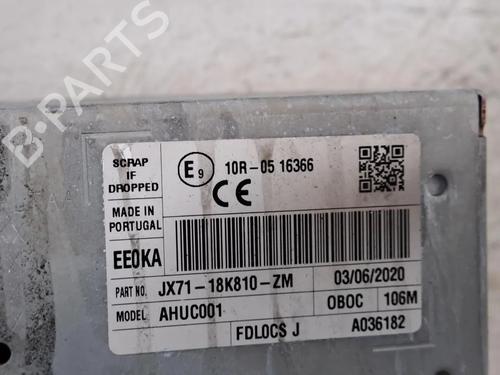 B-PARTS
SCRAP
IF
DROPPED
E9 10R-05 16366
CE
MADE IN
PORTUGAL
EE0KA
PART NO. JX71-18K810-ZM 03/06/2020
MODEL AHUC001 OBOC 106M
FDLOCS J A036182